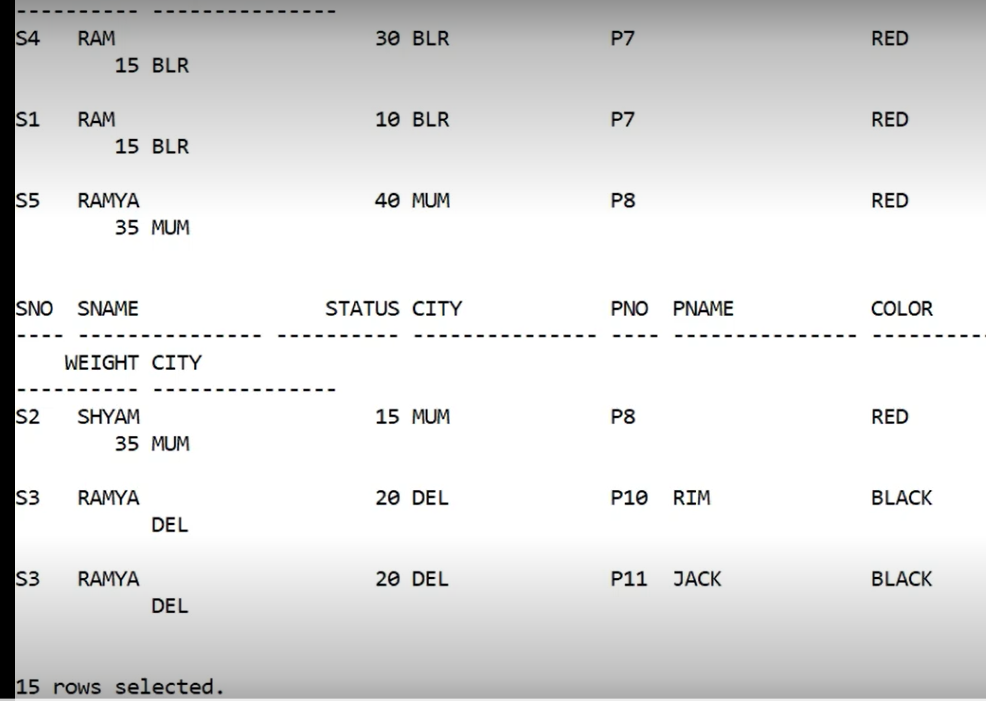 ---------- ---------------
S4   RAM                     30 BLR             P7                   RED
        15 BLR
S1   RAM                     10 BLR             P7                   RED
        15 BLR
S5   RAMYA                   40 MUM             P8                   RED
        35 MUM
SNO  SNAME               STATUS CITY            PNO  PNAME           COLOR
---- --------------- ---------- --------------- ---- --------------- ----------
    WEIGHT CITY
---------- ---------------
S2   SHYAM                   15 MUM             P8                   RED
        35 MUM
S3   RAMYA                   20 DEL             P10  RIM             BLACK
           DEL
S3   RAMYA                   20 DEL             P11  JACK            BLACK
           DEL
15 rows selected.